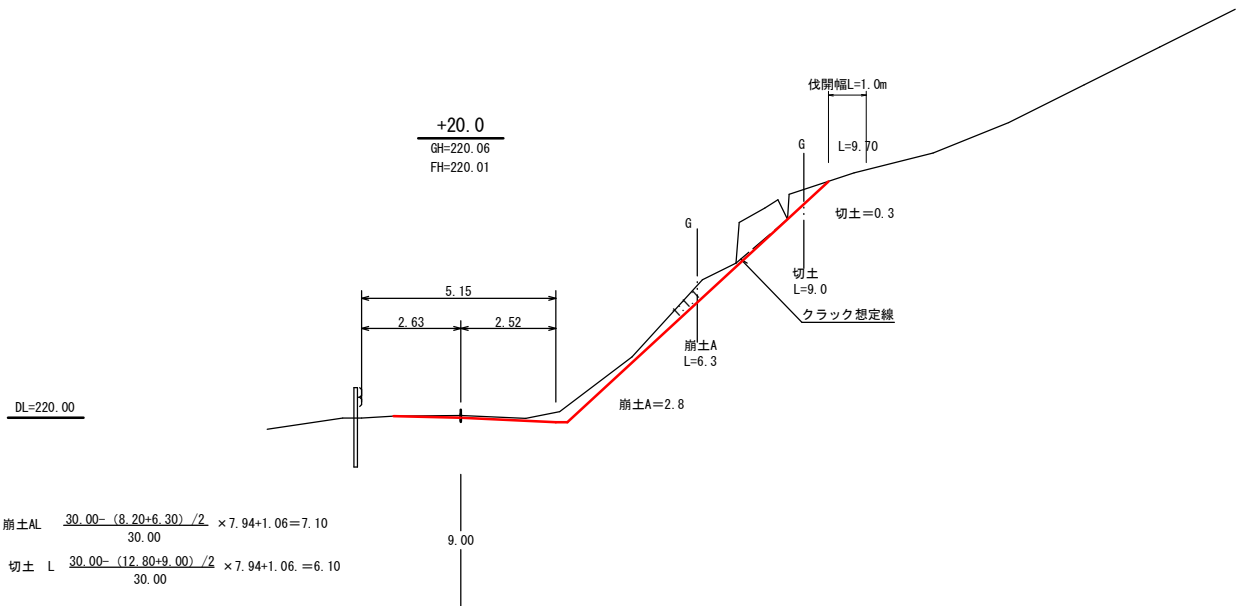 伐開幅L=1.0m
+20.0
GH=220.06
FH=220.01
G
L=9.70
切土=0.3
G
切土
L=9.0
クラック想定線
5.15
2.63
2.52
崩土A
L=6.3
崩土A=2.8
DL=220.00
崩土AL 30.00-(8.20+6.30)/2 ×7.94+1.06=7.10
30.00
9.00
切土 L 30.00-(12.80+9.00)/2 ×7.94+1.06.=6.10
30.00